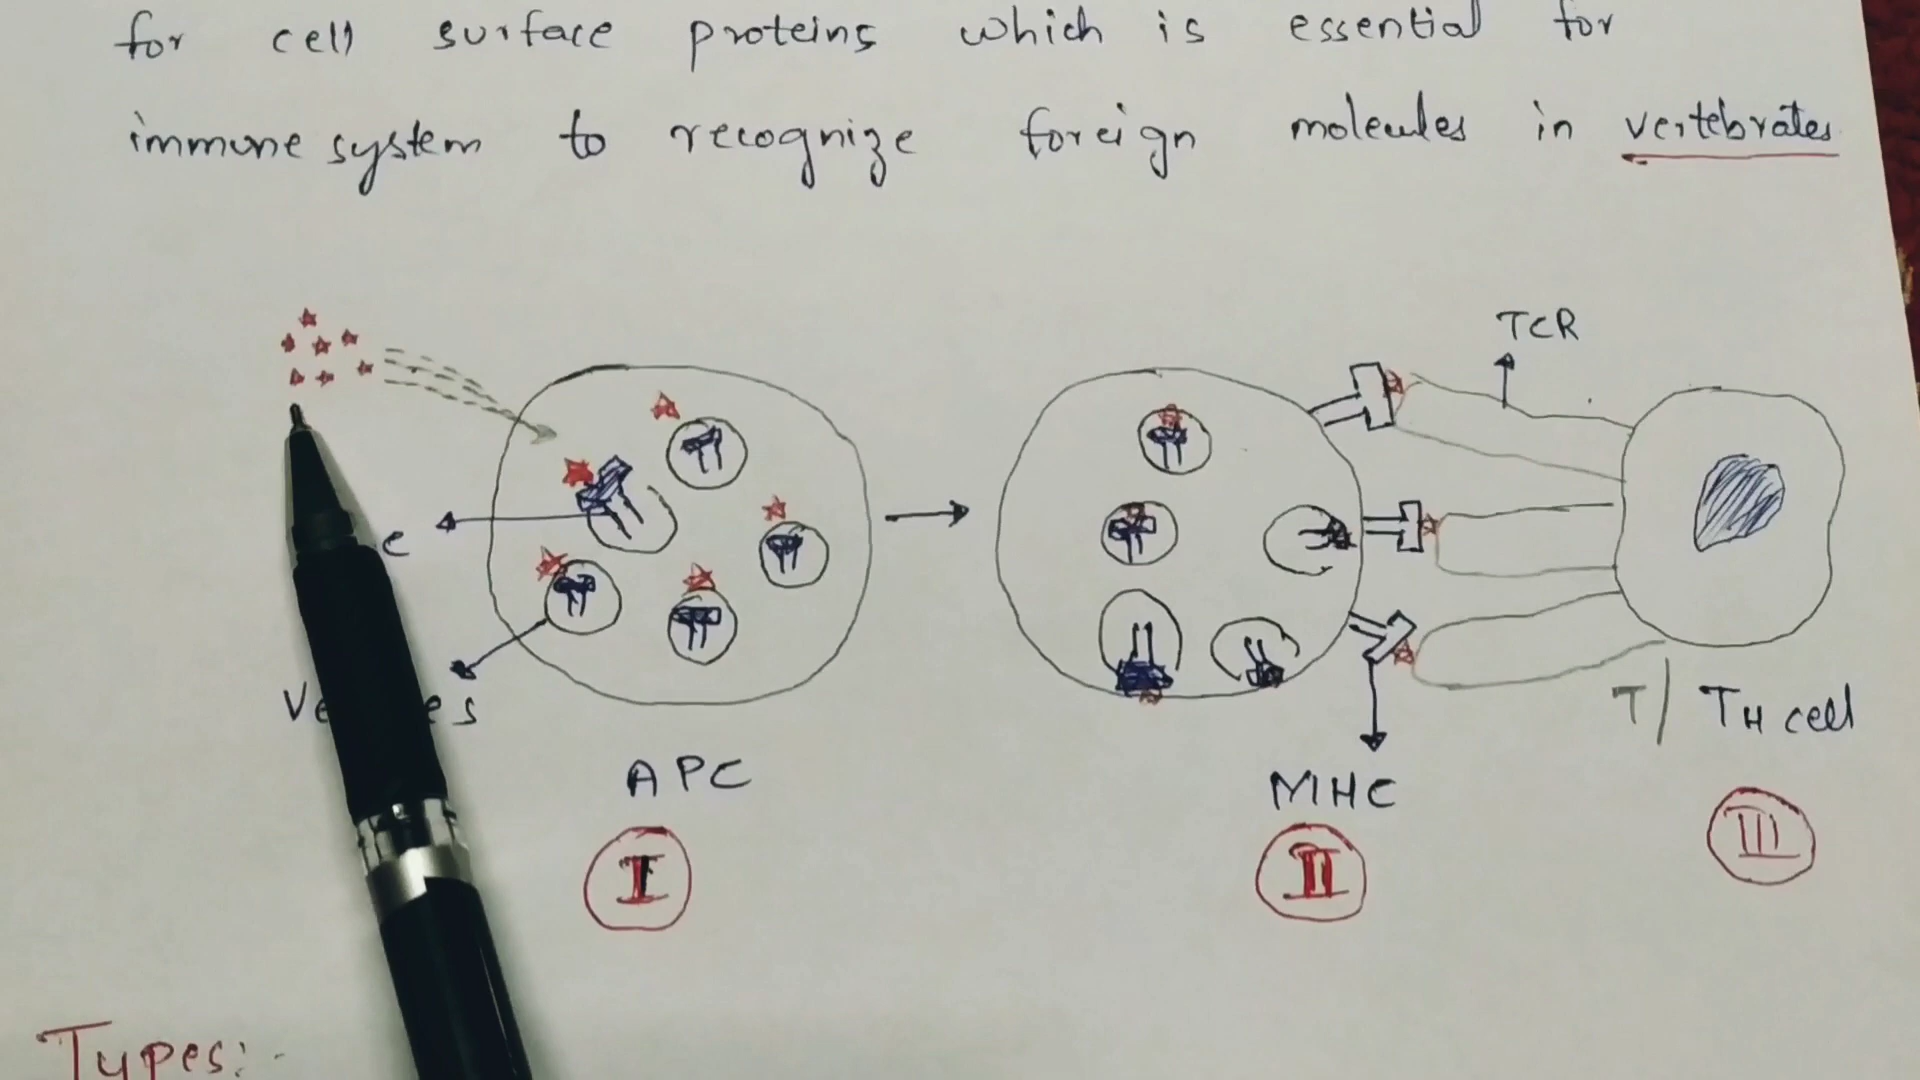 for cell surface proteins which is essential for
immune system to recognize foreign molecules in vertebrates
TCR
APC
MHC
T/ TH cell
I
II
III
Types:-